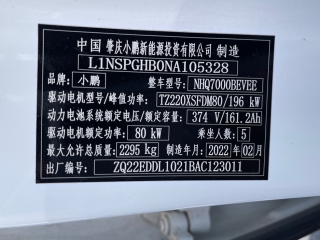 中国 肇庆小鹏新能源投资有限公司 制造
L1NSPGHB0NA105328
品牌: 小鹏 整车型号: NHQ7000BEVEE
驱动电机型号/峰值功率: TZ220XSFDM80/196 kW
动力电池系统额定电压/额定容量: 374 V/161.2Ah
驱动电机额定功率: 80 kW 乘坐人数: 5
最大允许总质量: 2295 kg 制造年月: 2022年02月
出厂编号: ZQ22EDDL1021BAC123011